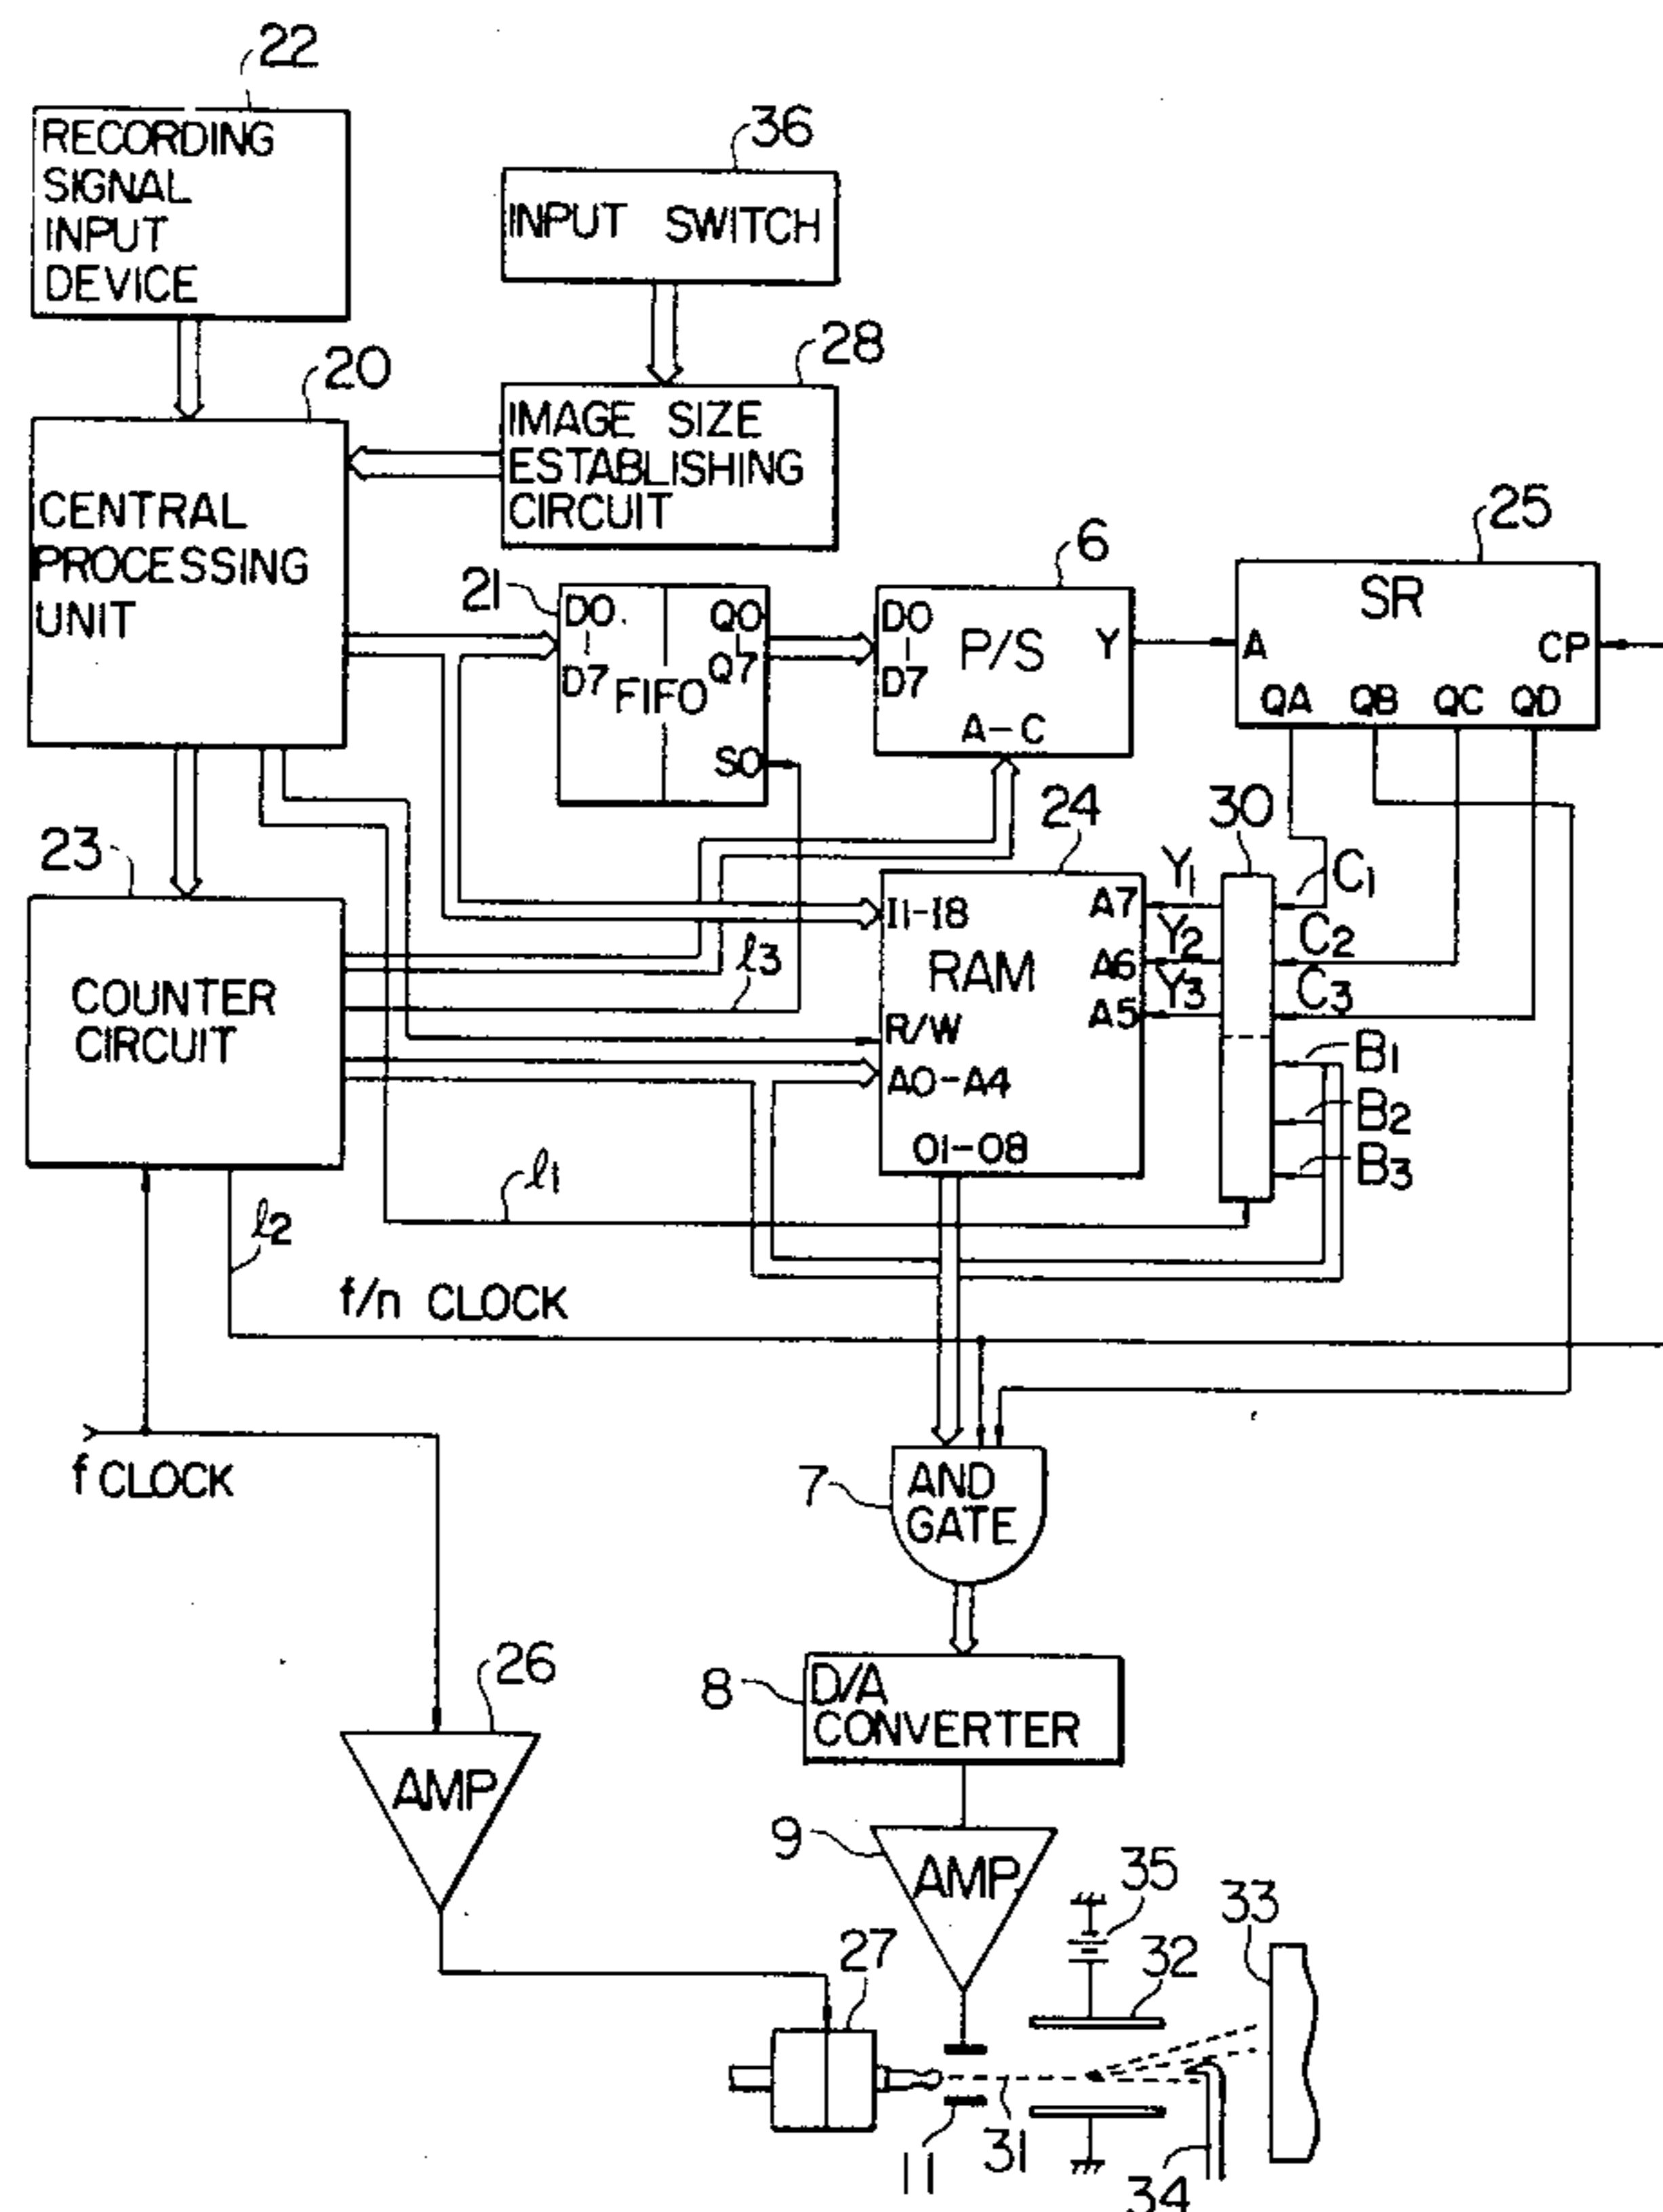 22
RECORDING
SIGNAL
INPUT
DEVICE
36
INPUT SWITCH
20
28
CENTRAL
PROCESSING
UNIT
IMAGE SIZE
ESTABLISHING
CIRCUIT
21
D0
D7
Q0
Q7
FIFO
SO
6
D0
D7
P/S
Y
A-C
25
SR
A
CP
QA QB QC QD
23
COUNTER
CIRCUIT
24
30
I1-I8
RAM
R/W
A0-A4
O1-O8
A7
A6
A5
Y1
Y2
Y3
C1
C2
C3
B1
B2
B3
ℓ3
ℓ1
ℓ2
f/n CLOCK
f CLOCK
7
AND
GATE
8
D/A
CONVERTER
26
AMP
9
AMP
27
35
32
33
11
31
34